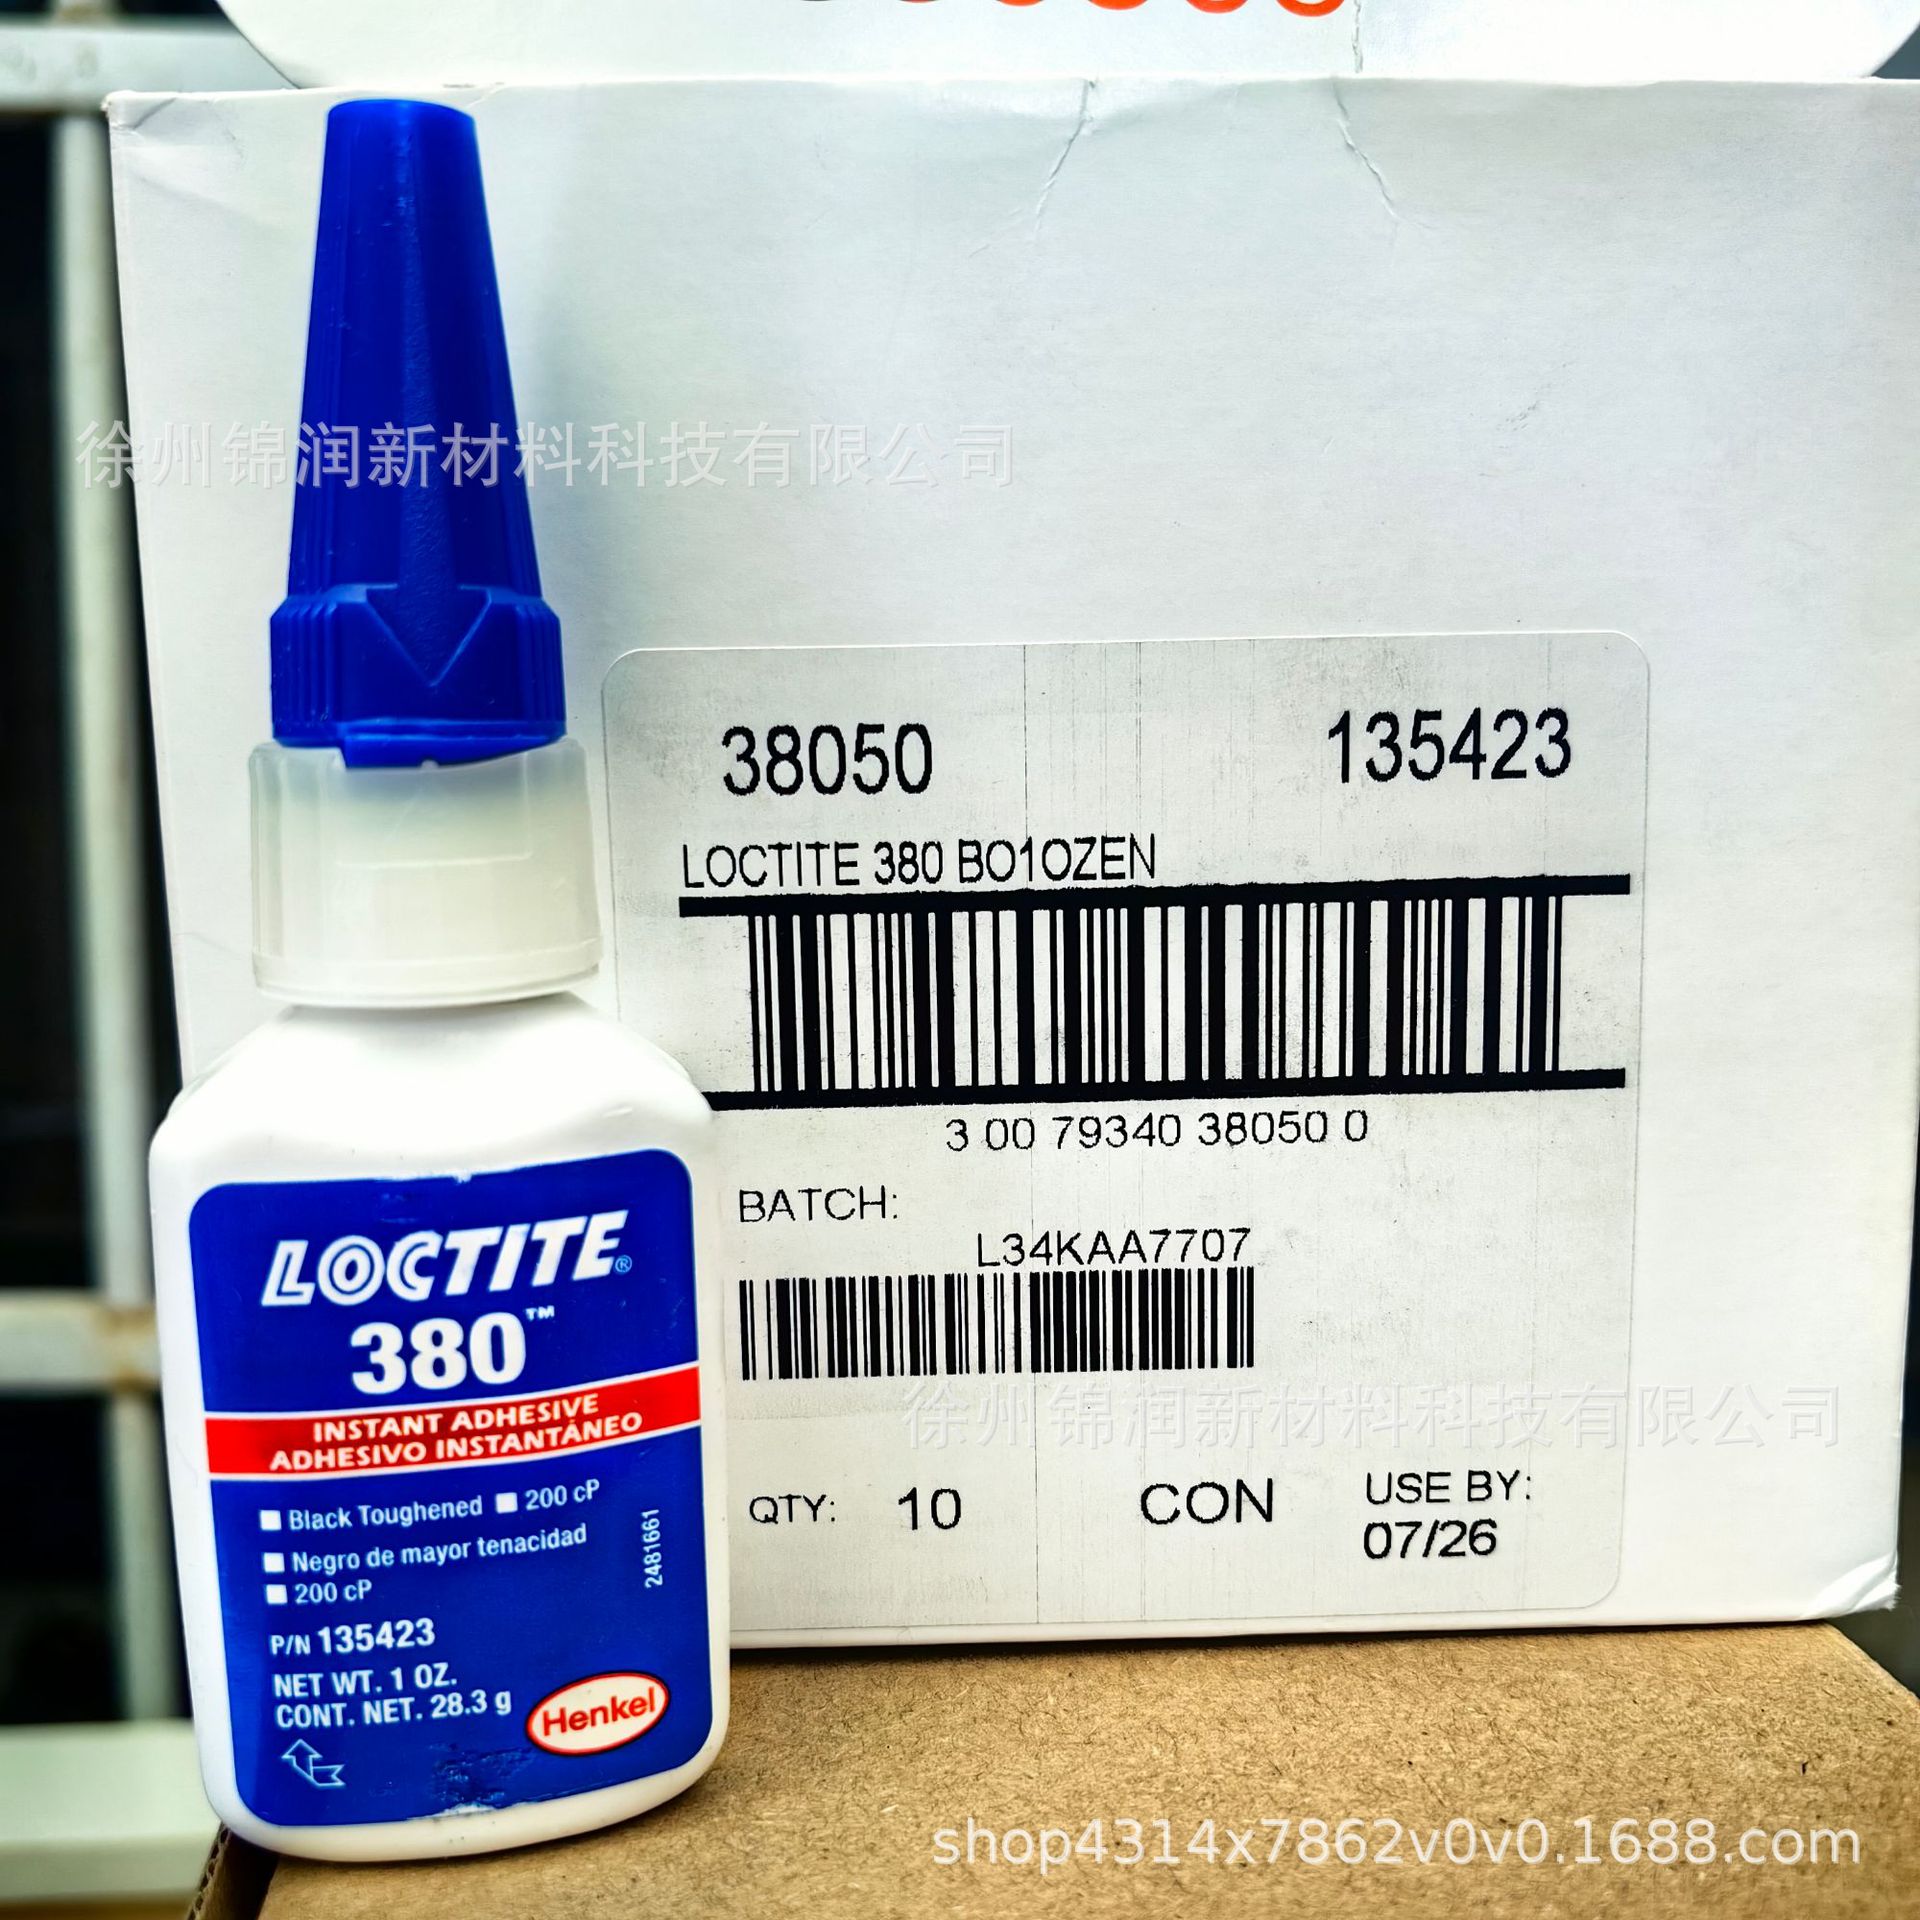 徐州锦润新材料科技有限公司
38050
135423
LOCTITE 380 BO1OZEN
3 00 79340 38050 0
BATCH:
L34KAA7707
徐州锦润新材料科技有限公司
QTY: 10 CON
USE BY:
07/26
LOCTITE®
380™
INSTANT ADHESIVE
ADHESIVO INSTANTÁNEO
Black Toughened 200 cP
Negro de mayor tenacidad
200 cP
2481661
P/N 135423
NET WT. 1 OZ.
CONT. NET. 28.3 g
Henkel
shop4314x7862v0v0.1688.com